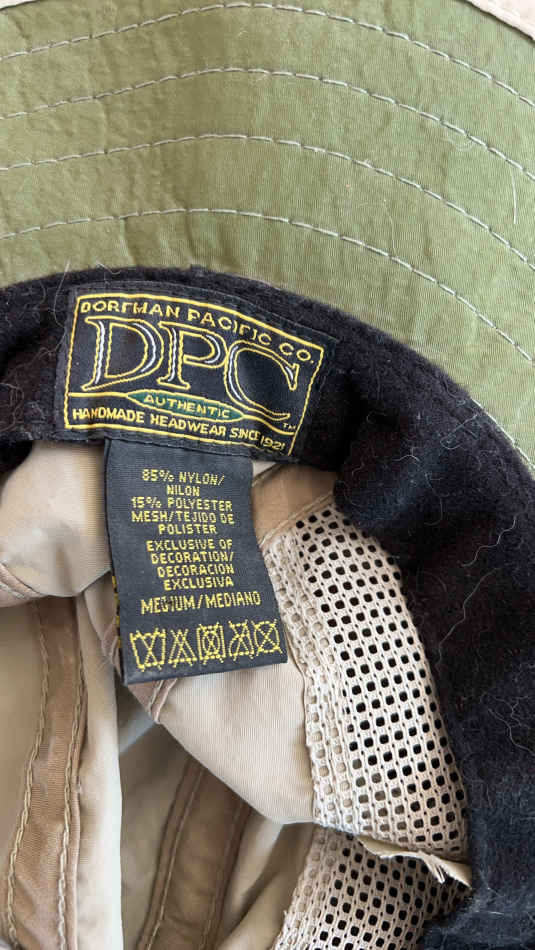 DORFMAN PACIFIC CO.
DPC
AUTHENTIC
HANDMADE HEADWEAR SINCE 1921
TM
85% NYLON/
NILON
15% POLYESTER
MESH/TEJIDO DE
POLISTER
EXCLUSIVE OF
DECORATION/
DECORACION
EXCLUSIVA
MEDIUM/MEDIANO